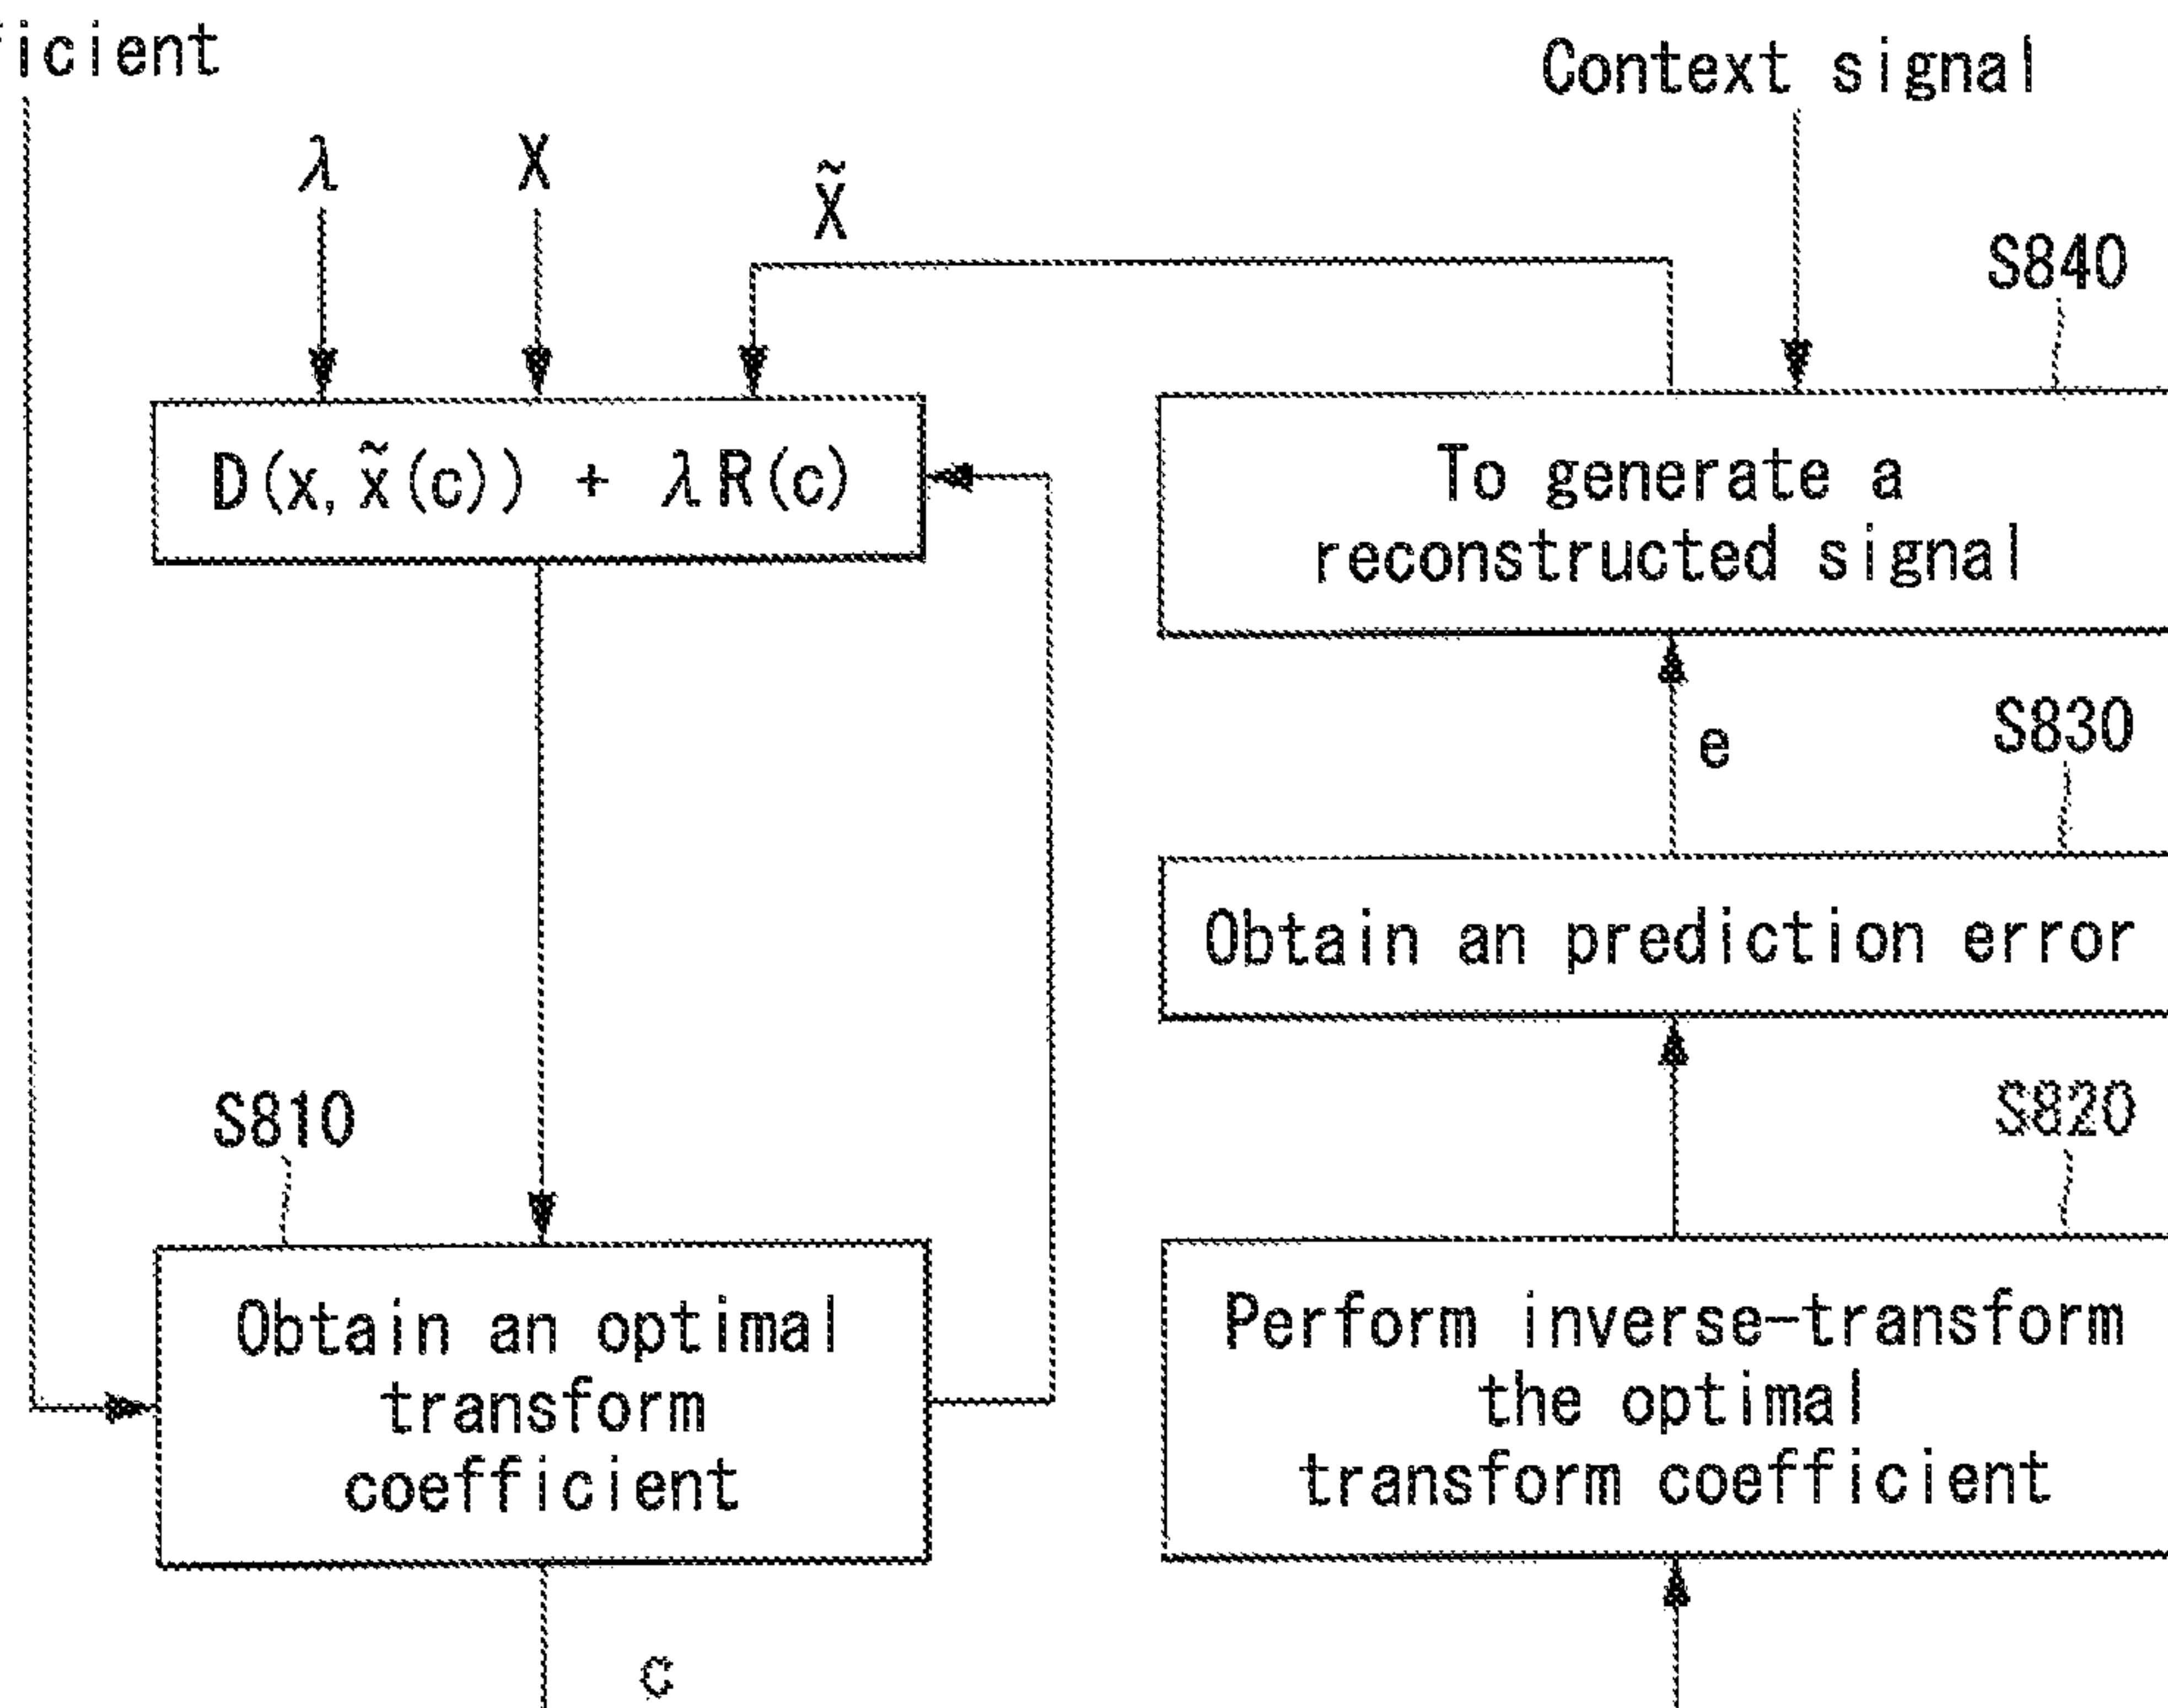 icient
Context signal
λ
X
X̃
S840
D(x, x̃(c)) + λR(c)
To generate a
reconstructed signal
e
S830
Obtain an prediction error
S810
S820
Obtain an optimal
transform
coefficient
Perform inverse-transform
the optimal
transform coefficient
c